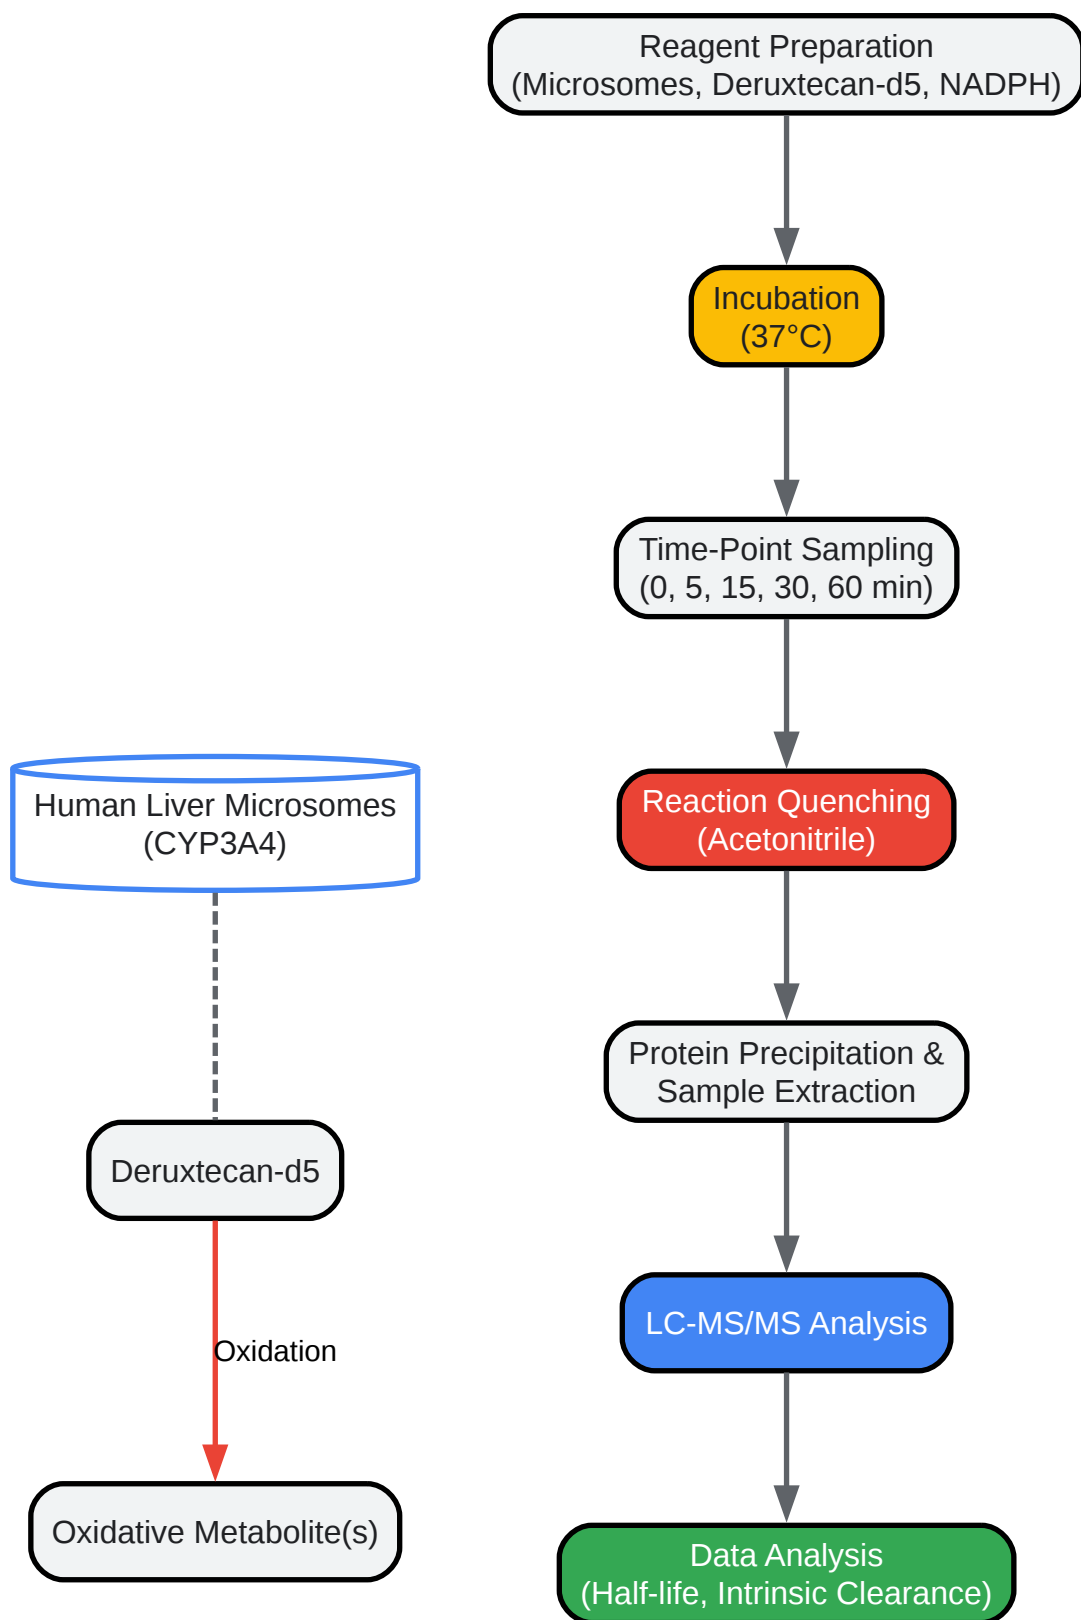 Reagent Preparation
(Microsomes, Deruxtecan-d5, NADPH)
Incubation
(37°C)
Time-Point Sampling
(0, 5, 15, 30, 60 min)
Reaction Quenching
(Acetonitrile)
Protein Precipitation &
Sample Extraction
LC-MS/MS Analysis
Data Analysis
(Half-life, Intrinsic Clearance)
Human Liver Microsomes
(CYP3A4)
Deruxtecan-d5
Oxidation
Oxidative Metabolite(s)